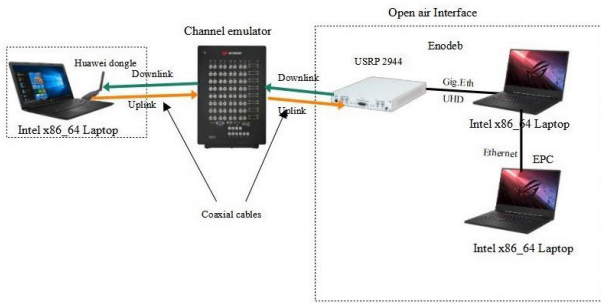 Open air Interface
Channel emulator
Enodeb
USRP 2944
Huawei dongle
Downlink
Downlink
Gig.Eth
Uplink
Uplink
UHD
Intel x86_64 Laptop
Intel x86_64 Laptop
Ethernet
EPC
Coaxial cables
Intel x86_64 Laptop